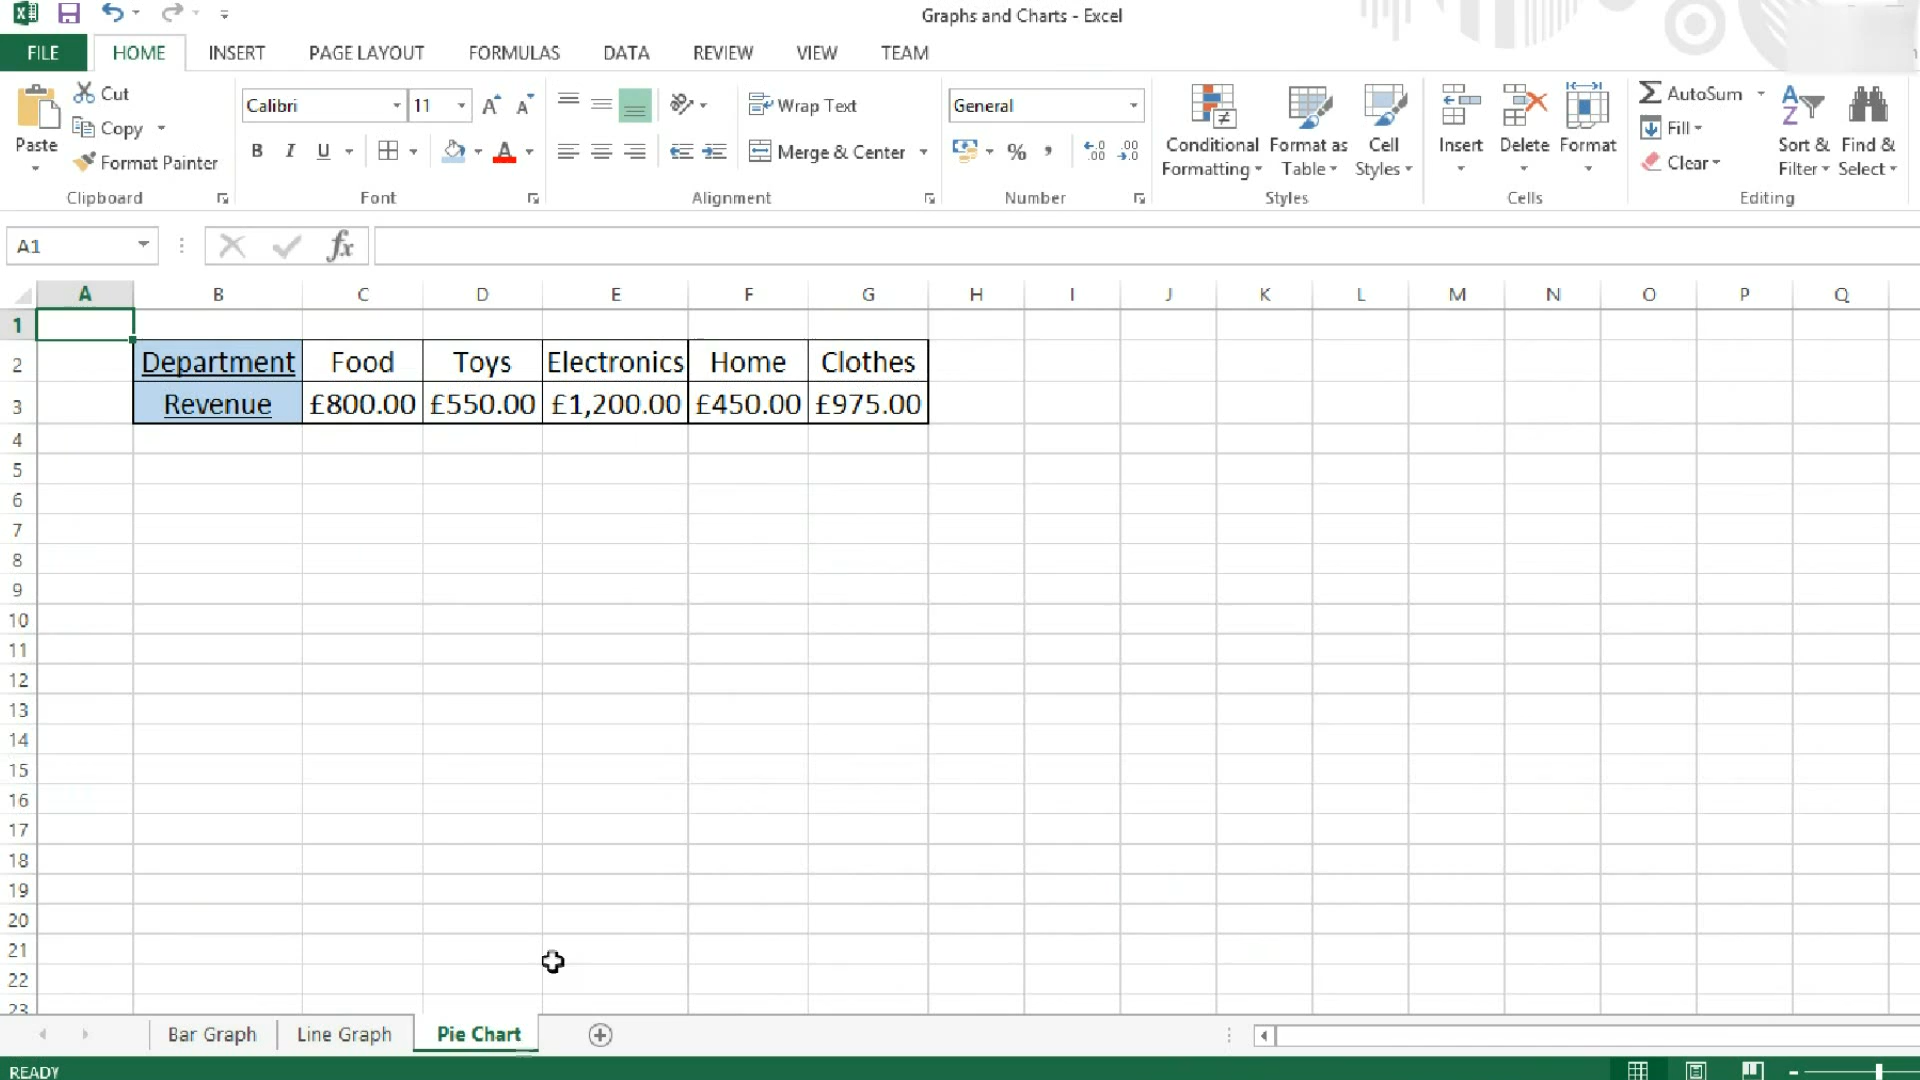 Graphs and Charts - Excel
FILE HOME INSERT PAGE LAYOUT FORMULAS DATA REVIEW VIEW TEAM
Paste
Cut
Copy
Format Painter
Clipboard
Calibri 11
B I U A
Font
Wrap Text
Merge & Center
Alignment
General
% , .00 .00
Number
Conditional Formatting
Format as Table
Cell Styles
Styles
Insert Delete Format
Cells
AutoSum
Fill
Clear
Sort & Filter
Find & Select
Editing
A1 fx
A B C D E F G H I J K L M N O P Q
1
2 Department Food Toys Electronics Home Clothes
3 Revenue £800.00 £550.00 £1,200.00 £450.00 £975.00
4
5
6
7
8
9
10
11
12
13
14
15
16
17
18
19
20
21
22
23
Bar Graph Line Graph Pie Chart
READY